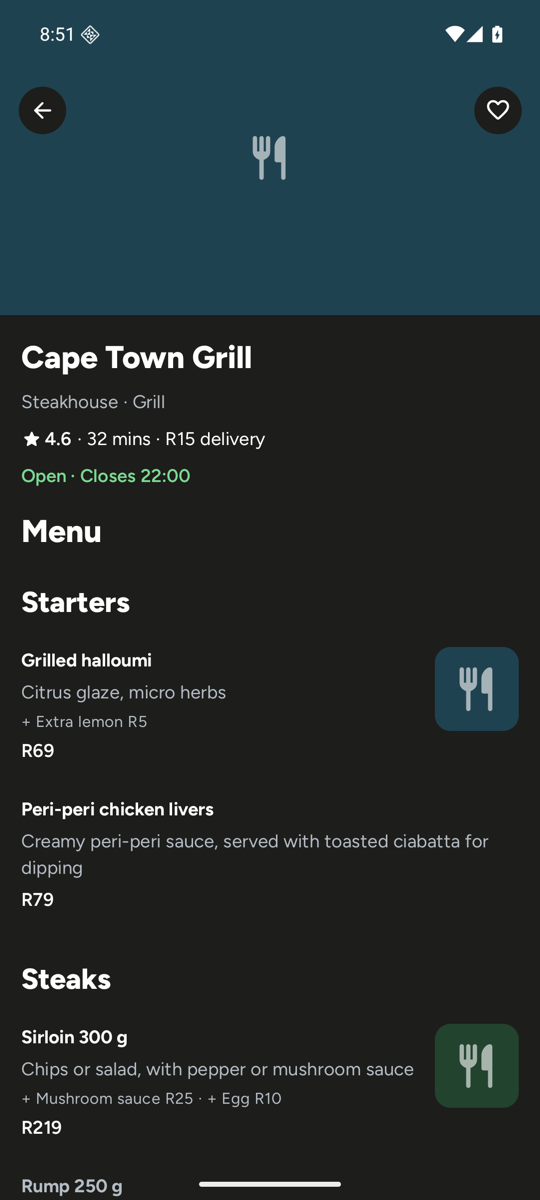 8:51
Cape Town Grill
Steakhouse · Grill
4.6 · 32 mins · R15 delivery
Open · Closes 22:00
Menu
Starters
Grilled halloumi
Citrus glaze, micro herbs
+ Extra lemon R5
R69
Peri-peri chicken livers
Creamy peri-peri sauce, served with toasted ciabatta for
dipping
R79
Steaks
Sirloin 300 g
Chips or salad, with pepper or mushroom sauce
+ Mushroom sauce R25 · + Egg R10
R219
Rump 250 g